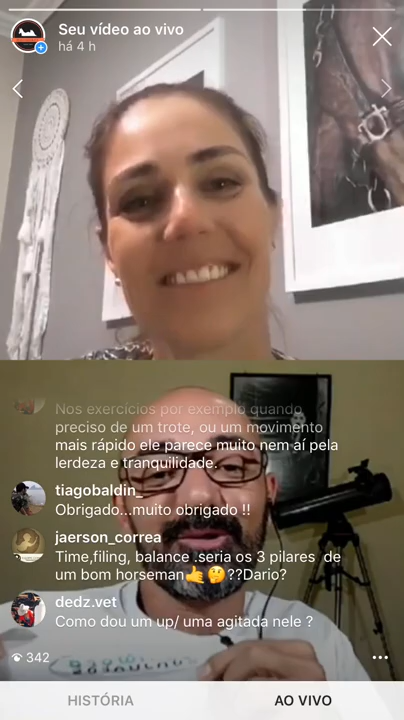 Seu vídeo ao vivo
há 4 h
Nos exercícios por exemplo quando
preciso de um trote, ou um movimento
mais rápido ele parece muito nem aí pela
lerdeza e tranquilidade.
tiagobaldin_
Obrigado...muito obrigado !!
jaerson_correa
Time,filing, balance .seria os 3 pilares de
um bom horseman🤙🤔??Dario?
dedz.vet
Como dou um up/ uma agitada nele ?
342
HISTÓRIA
AO VIVO